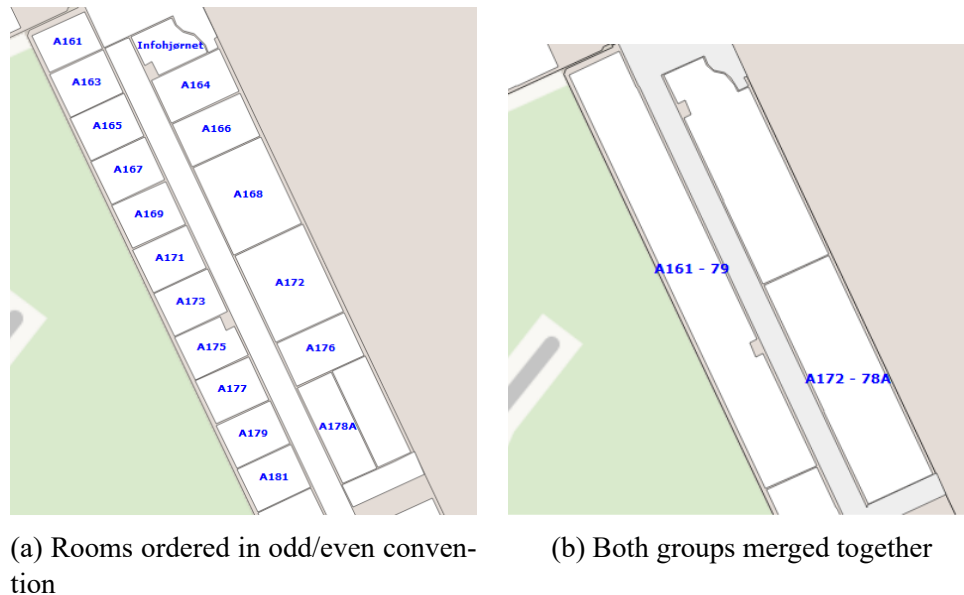 A161
Infohjørnet
A163
A164
A165
A166
A167
A168
A169
A171
A172
A173
A175
A176
A177
A178A
A179
A181
(a) Rooms ordered in odd/even conven-
tion
A161 - 79
A172 - 78A
(b) Both groups merged together